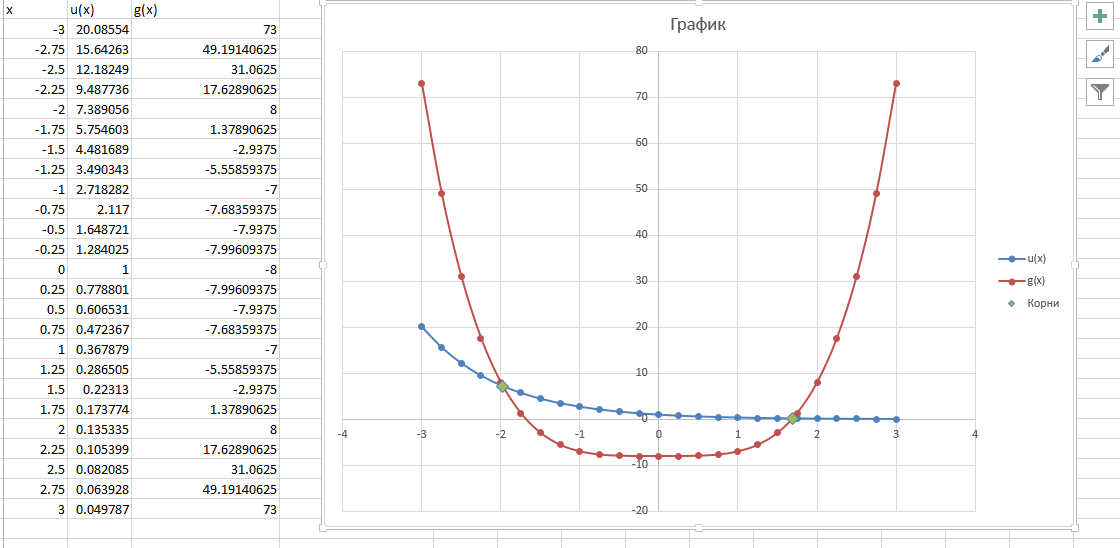 x u(x) g(x)
-3 20.08554 73
-2.75 15.64263 49.19140625
-2.5 12.18249 31.0625
-2.25 9.487736 17.62890625
-2 7.389056 8
-1.75 5.754603 1.37890625
-1.5 4.481689 -2.9375
-1.25 3.490343 -5.55859375
-1 2.718282 -7
-0.75 2.117 -7.68359375
-0.5 1.648721 -7.9375
-0.25 1.284025 -7.99609375
0 1 -8
0.25 0.778801 -7.99609375
0.5 0.606531 -7.9375
0.75 0.472367 -7.68359375
1 0.367879 -7
1.25 0.286505 -5.55859375
1.5 0.22313 -2.9375
1.75 0.173774 1.37890625
2 0.135335 8
2.25 0.105399 17.62890625
2.5 0.082085 31.0625
2.75 0.063928 49.19140625
3 0.049787 73
График
80
70
60
50
40
30
20
10
0
-10
-20
-4 -3 -2 -1 0 1 2 3 4
u(x)
g(x)
Корни